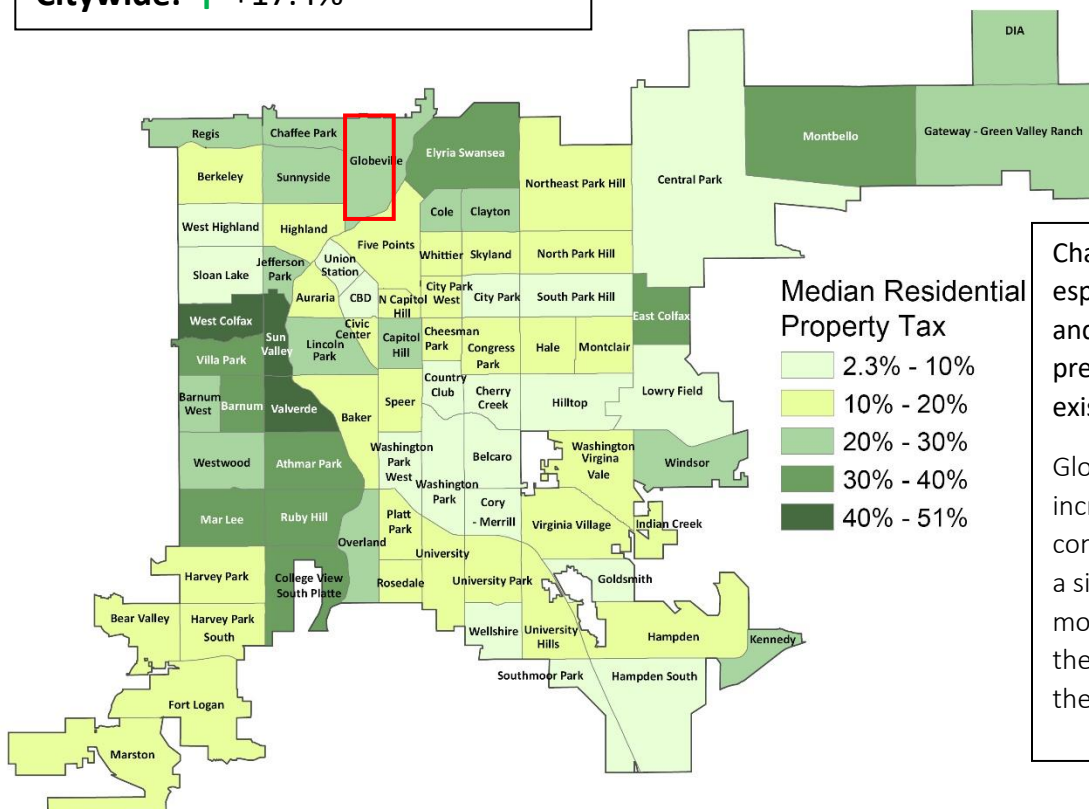 Citywide: ↑ +17.4%
DIA
Regis
Chaffee Park
Globeville
Elyria Swansea
Montbello
Gateway - Green Valley Ranch
Berkeley
Sunnyside
Northeast Park Hill
Central Park
West Highland
Highland
Cole
Clayton
Five Points
Sloan Lake
Jefferson
Park
Union
Station
Whittier
Skyland
North Park Hill
Auraria
CBD
N Capitol
Hill
City Park
West
City Park
South Park Hill
West Colfax
Sun
Valley
Lincoln
Park
Civic
Center
Capitol
Hill
Cheesman
Park
Congress
Park
Hale
Montclair
East Colfax
Villa Park
Barnum
West
Barnum
Valverde
Baker
Speer
Country
Club
Cherry
Creek
Hilltop
Lowry Field
Westwood
Athmar Park
Washington
Park
West
Washington
Park
Belcaro
Washington
Virgina
Vale
Windsor
Mar Lee
Ruby Hill
Overland
Platt
Park
Cory
- Merrill
Virginia Village
Indian Creek
University
Harvey Park
College View
South Platte
Rosedale
University Park
Goldsmith
Bear Valley
Harvey Park
South
Wellshire
University
Hills
Hampden
Kennedy
Southmoor Park
Hampden South
Fort Logan
Marston
Median Residential
Property Tax
2.3% - 10%
10% - 20%
20% - 30%
30% - 40%
40% - 51%
Cha
esp
and
pre
exis
Glo
incr
con
a si
mo
the
the